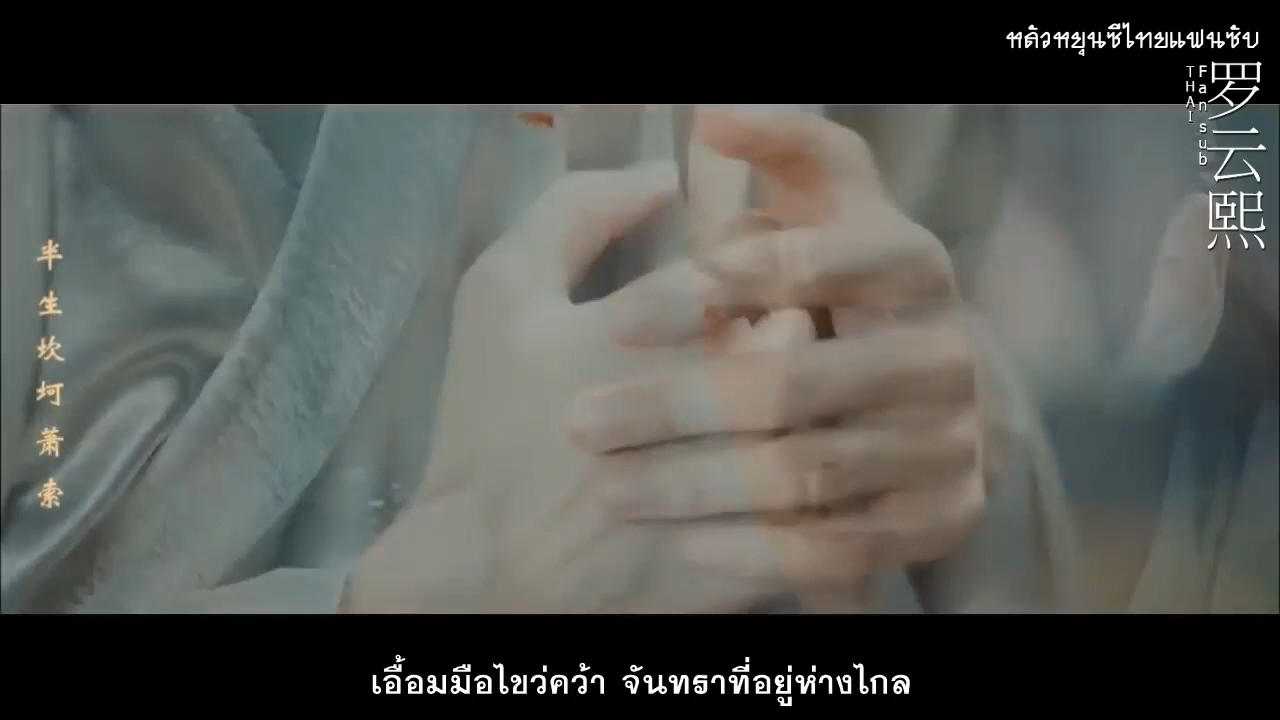 หลัวหยุนซีไทยแฟนซับ
罗云熙
Fansub
THAI
半生坎坷萧索
เอื้อมมือไขว่คว้า จันทราที่อยู่ห่างไกล